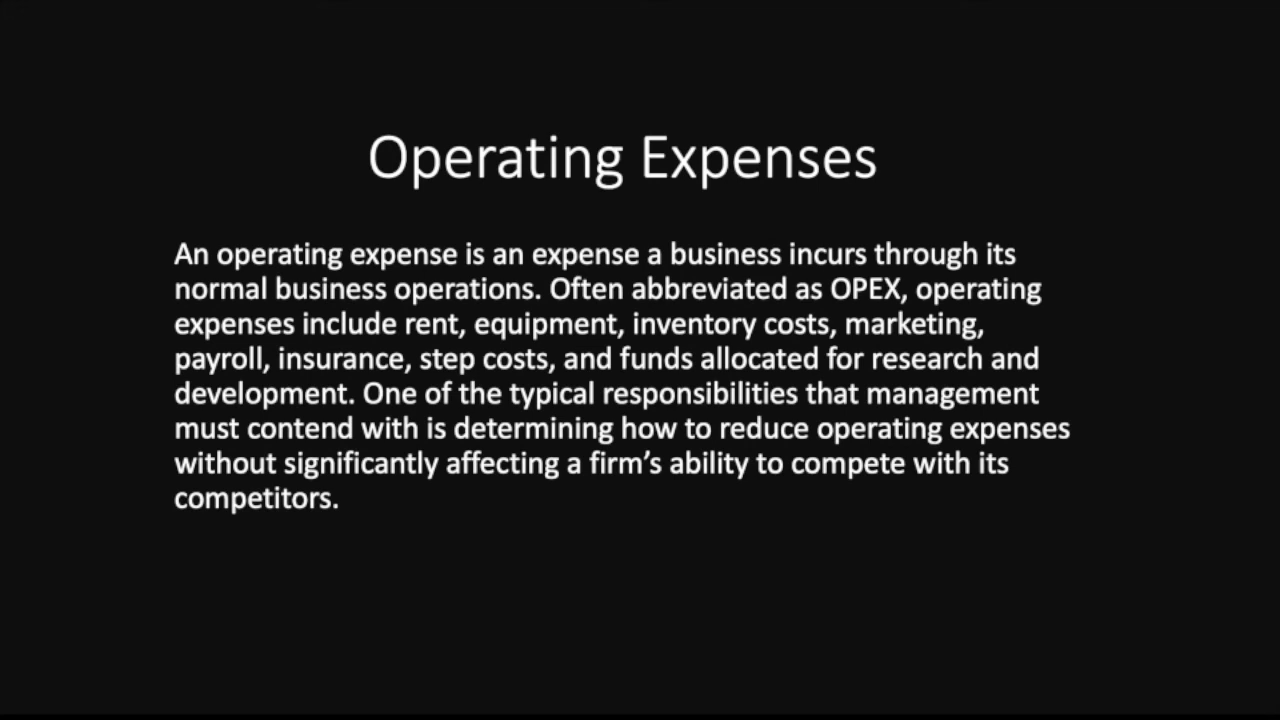 Operating Expenses
An operating expense is an expense a business incurs through its
normal business operations. Often abbreviated as OPEX, operating
expenses include rent, equipment, inventory costs, marketing,
payroll, insurance, step costs, and funds allocated for research and
development. One of the typical responsibilities that management
must contend with is determining how to reduce operating expenses
without significantly affecting a firm’s ability to compete with its
competitors.